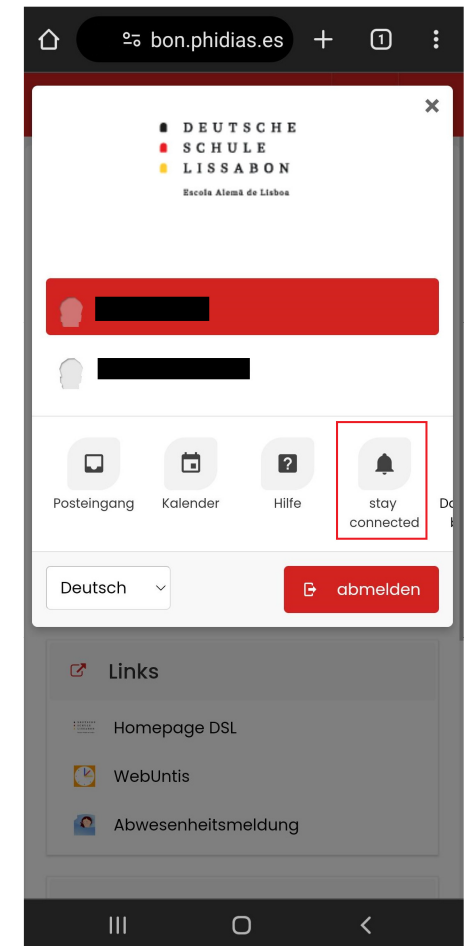 bon.phidias.es
1
DEUTSCHE
SCHULE
LISSABON
Escola Alemã de Lisboa
Posteingang
Kalender
Hilfe
stay
connected
Deutsch
abmelden
Links
Homepage DSL
WebUntis
Abwesenheitsmeldung